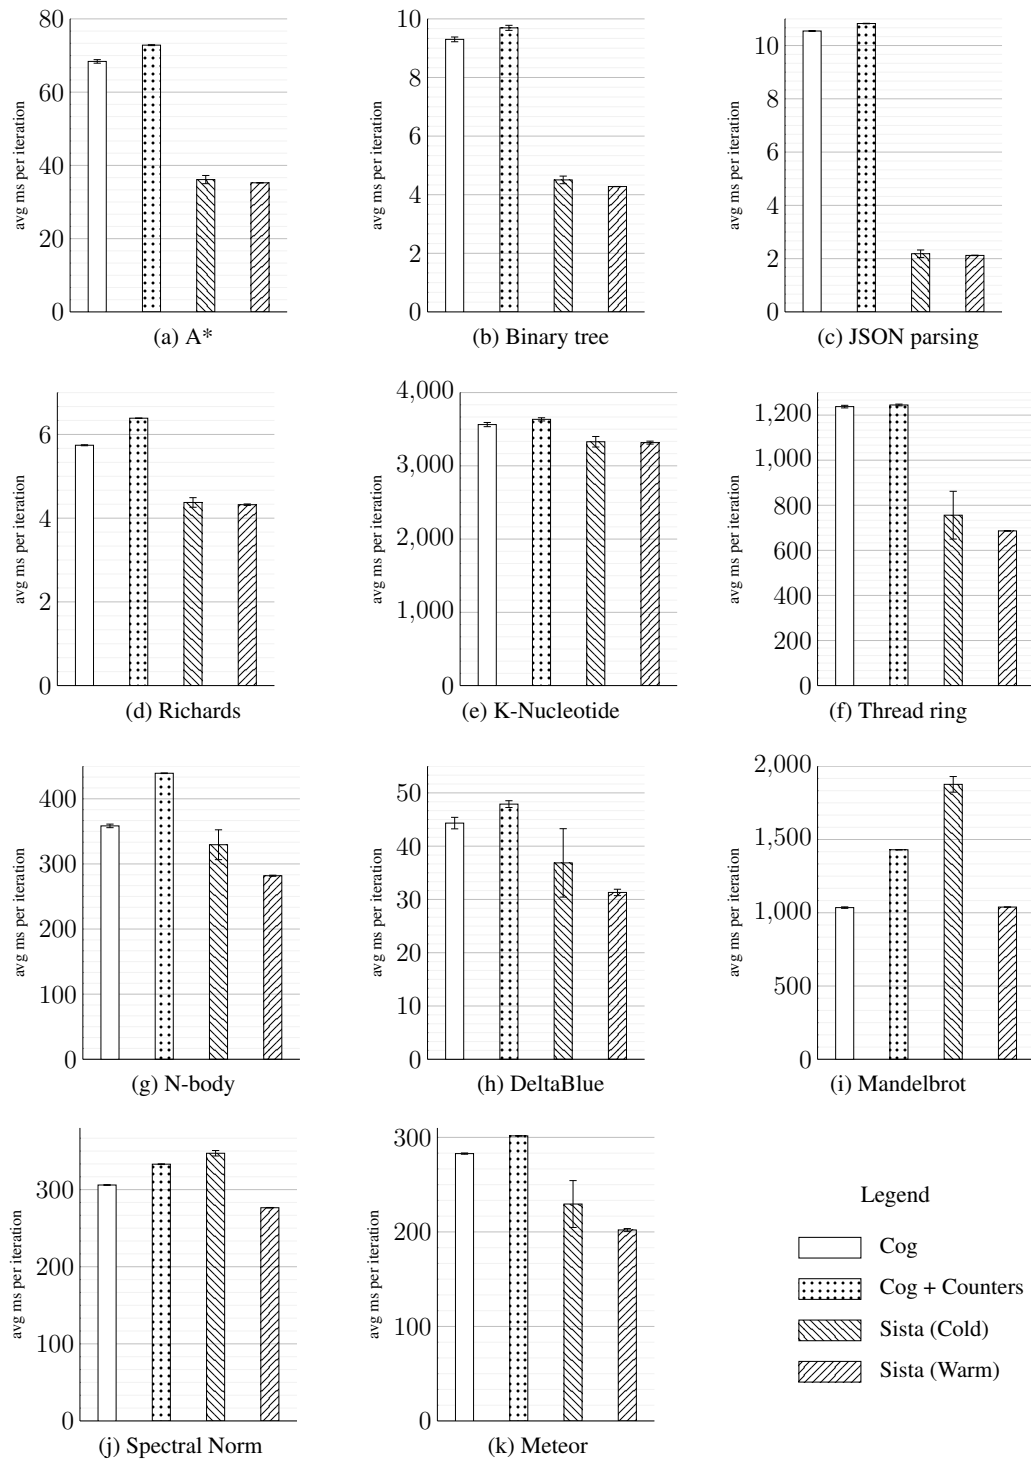 80
60
40
20
0
avg ms per iteration
(a) A*
10
8
6
4
2
0
avg ms per iteration
(b) Binary tree
10
8
6
4
2
0
avg ms per iteration
(c) JSON parsing
6
4
2
0
avg ms per iteration
(d) Richards
4,000
3,000
2,000
1,000
0
avg ms per iteration
(e) K-Nucleotide
1,200
1,000
800
600
400
200
0
avg ms per iteration
(f) Thread ring
400
300
200
100
0
avg ms per iteration
(g) N-body
50
40
30
20
10
0
avg ms per iteration
(h) DeltaBlue
2,000
1,500
1,000
500
0
avg ms per iteration
(i) Mandelbrot
300
200
100
0
avg ms per iteration
(j) Spectral Norm
300
200
100
0
avg ms per iteration
(k) Meteor
Legend
Cog
Cog + Counters
Sista (Cold)
Sista (Warm)